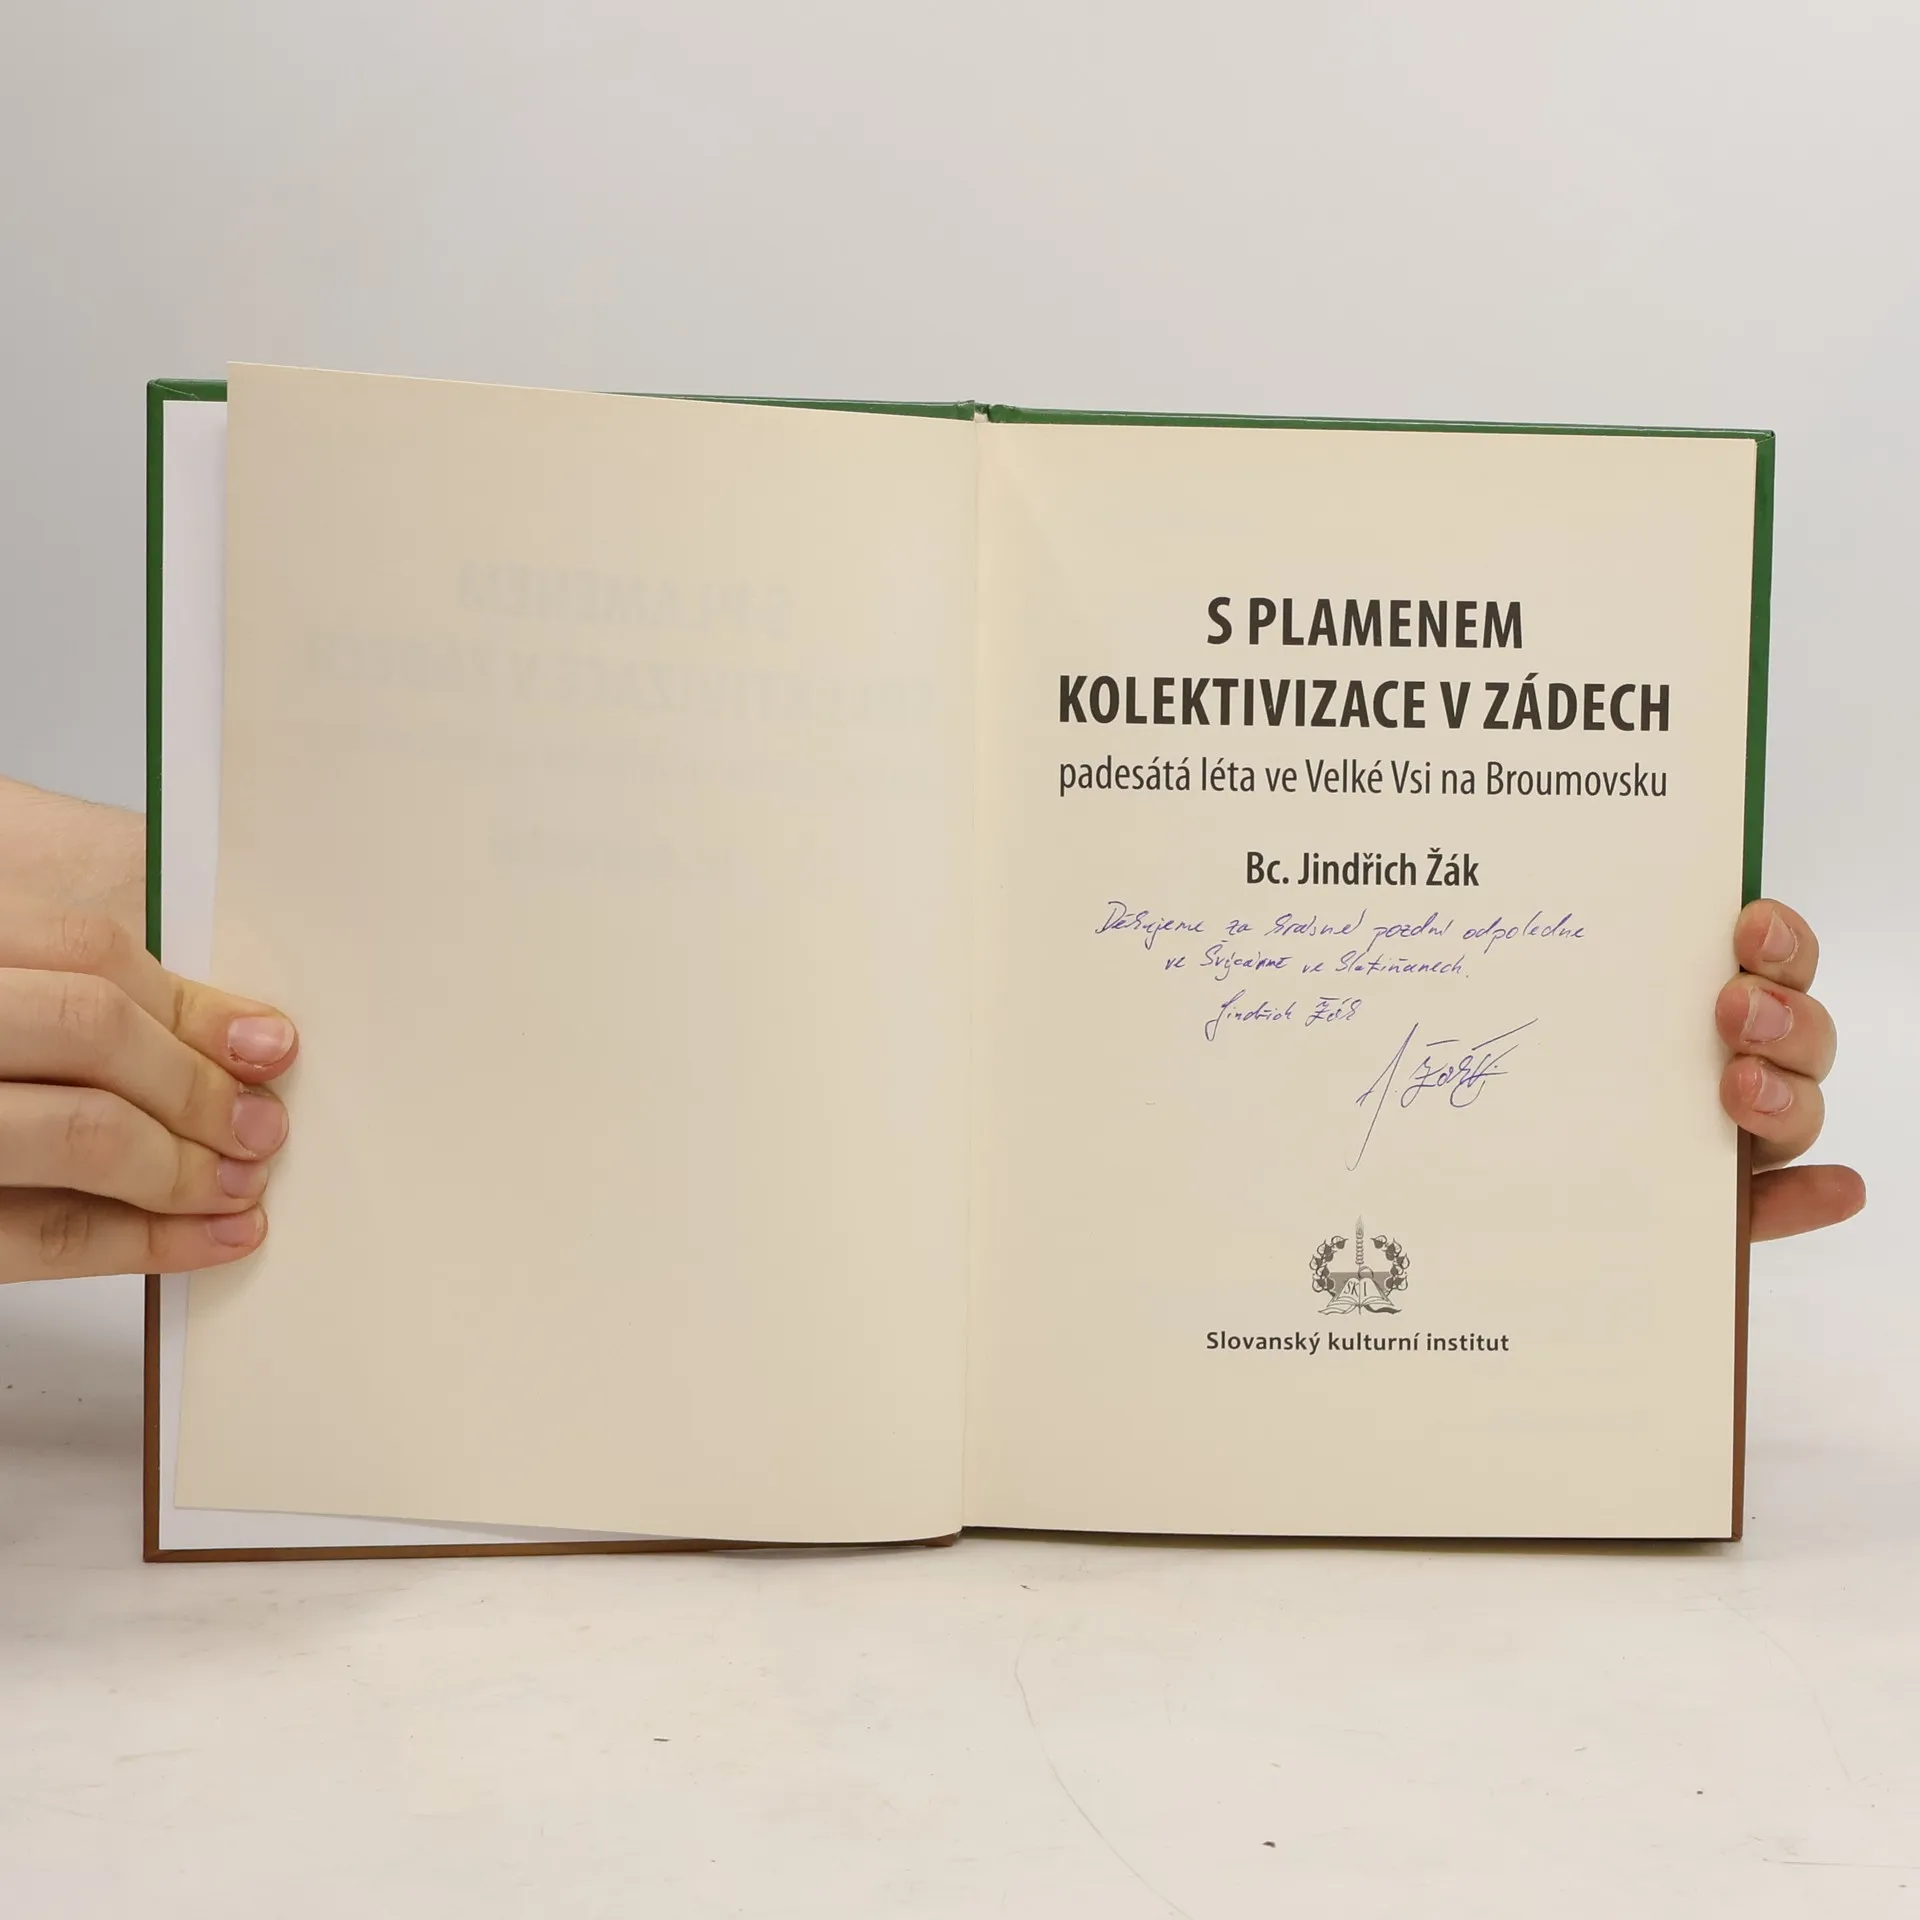 S PLAMENEM
KOLEKTIVIZACE V ZÁDECH
padesátá léta ve Velké Vsi na Broumovsku
Bc. Jindřich Žák
Děkujeme za krásné pozdní odpoledne
ve Švýcárně ve Slatiňanech.
Jindřich Žák
SKI
Slovanský kulturní institut